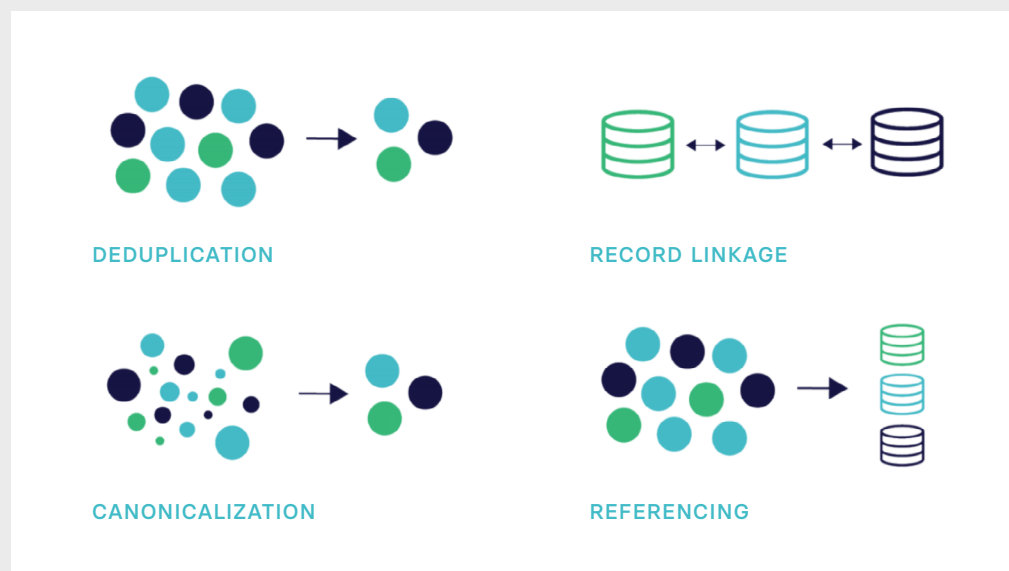 DEDUPLICATION
RECORD LINKAGE
CANONICALIZATION
REFERENCING